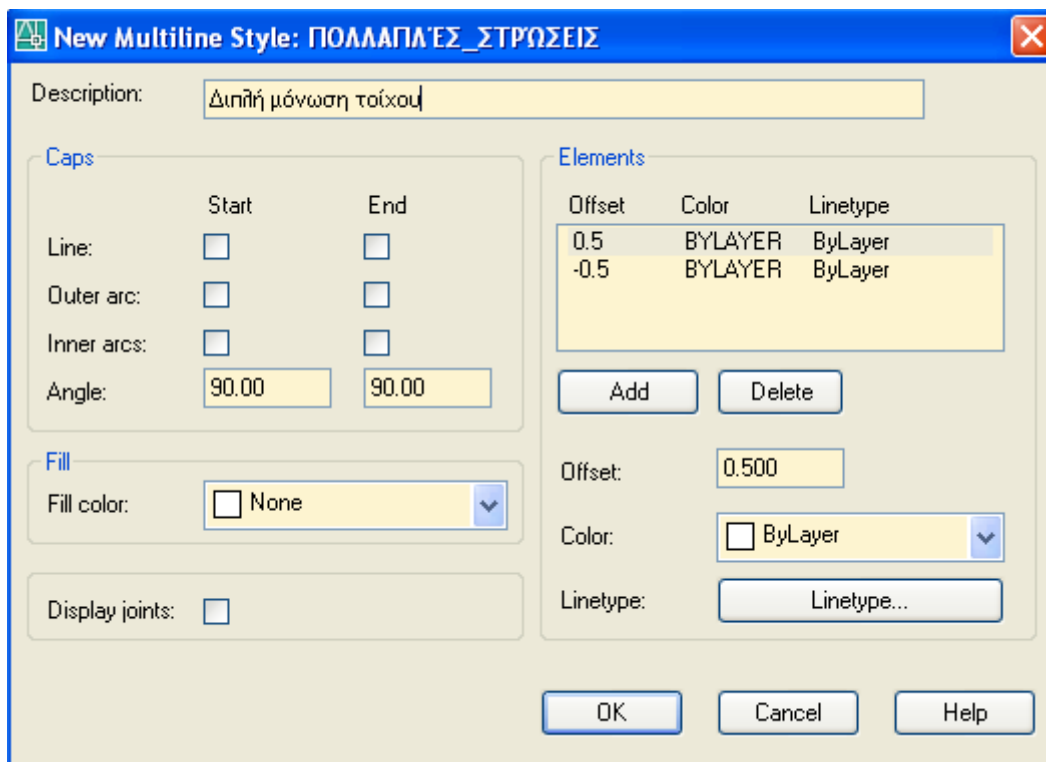 New Multiline Style: ΠΟΛΛΑΠΛΈΣ_ΣΤΡΏΣΕΙΣ
Description: Διπλή μόνωση τοίχου
Caps
Start End
Line:
Outer arc:
Inner arcs:
Angle: 90.00 90.00
Fill
Fill color: None
Display joints:
Elements
Offset Color Linetype
0.5 BYLAYER ByLayer
-0.5 BYLAYER ByLayer
Add Delete
Offset: 0.500
Color: ByLayer
Linetype: Linetype...
OK Cancel Help